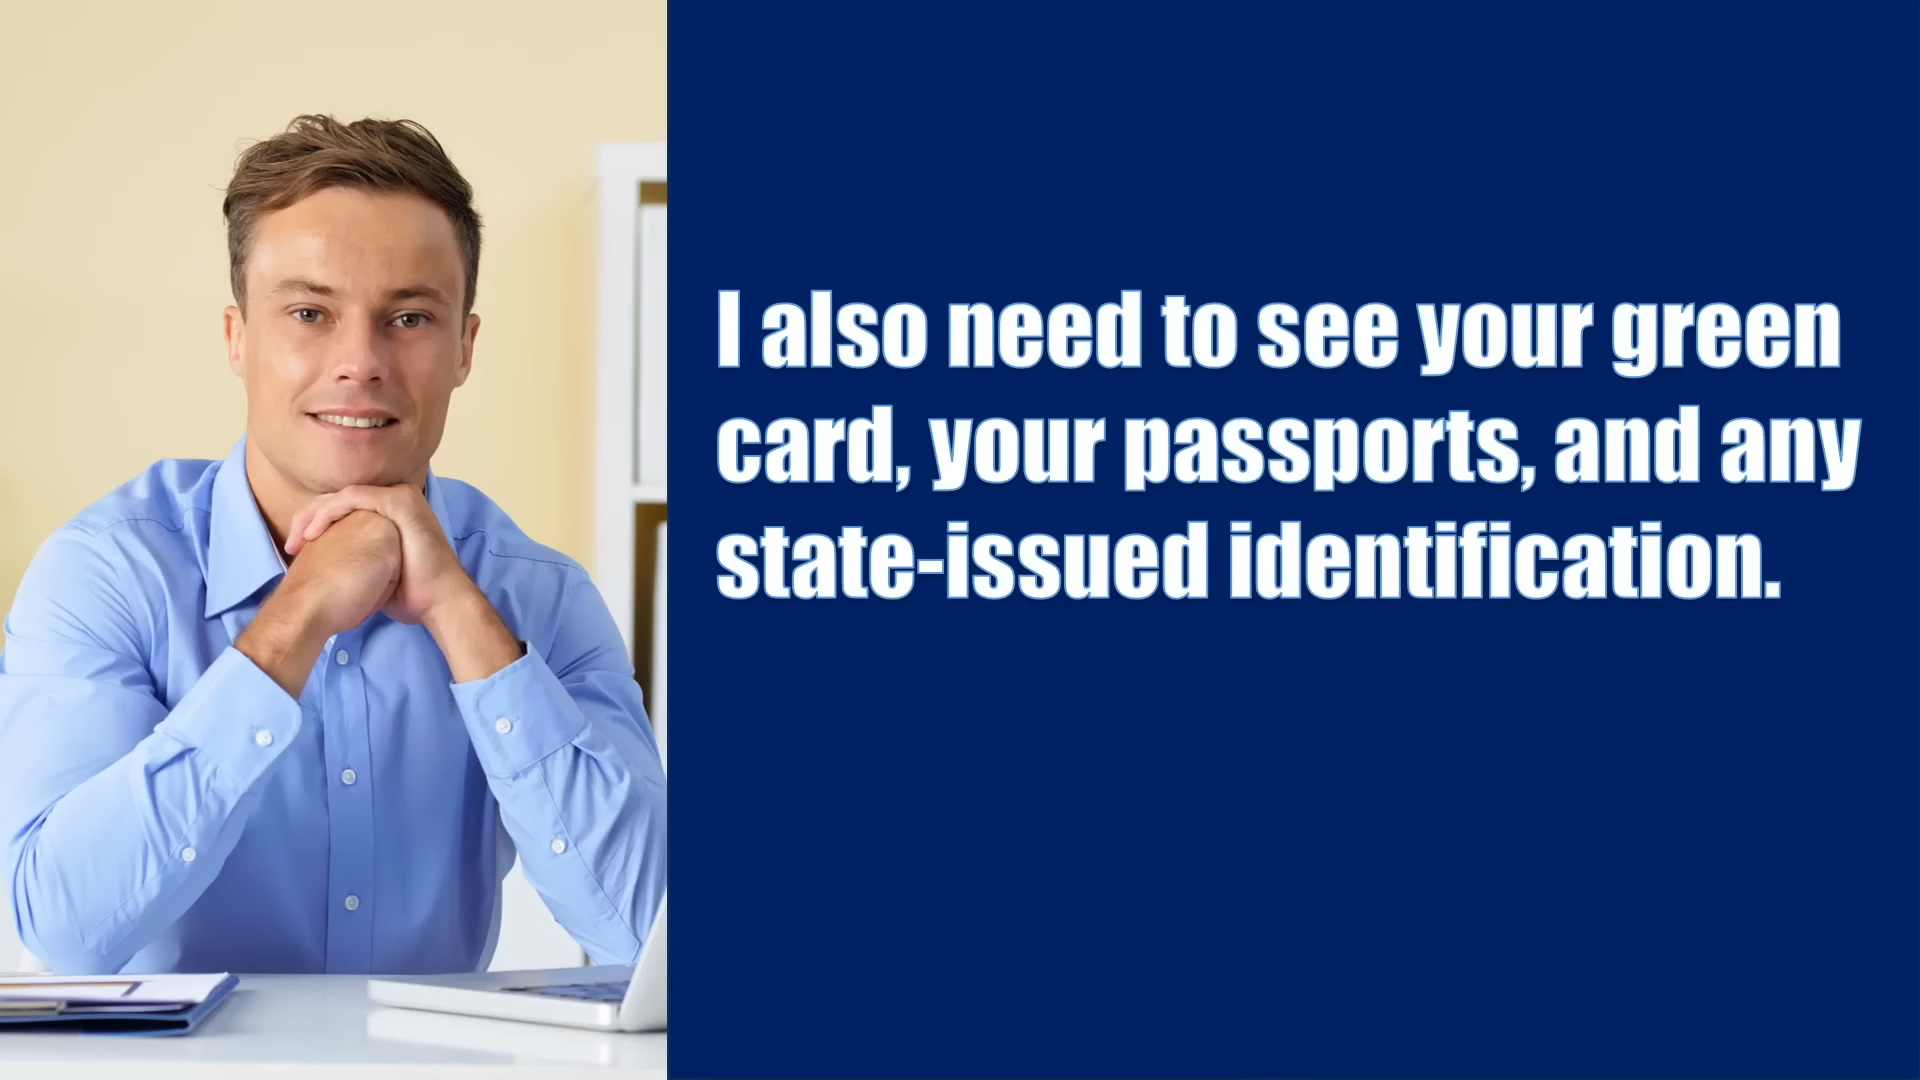 I also need to see your green
card, your passports, and any
state-issued identification.